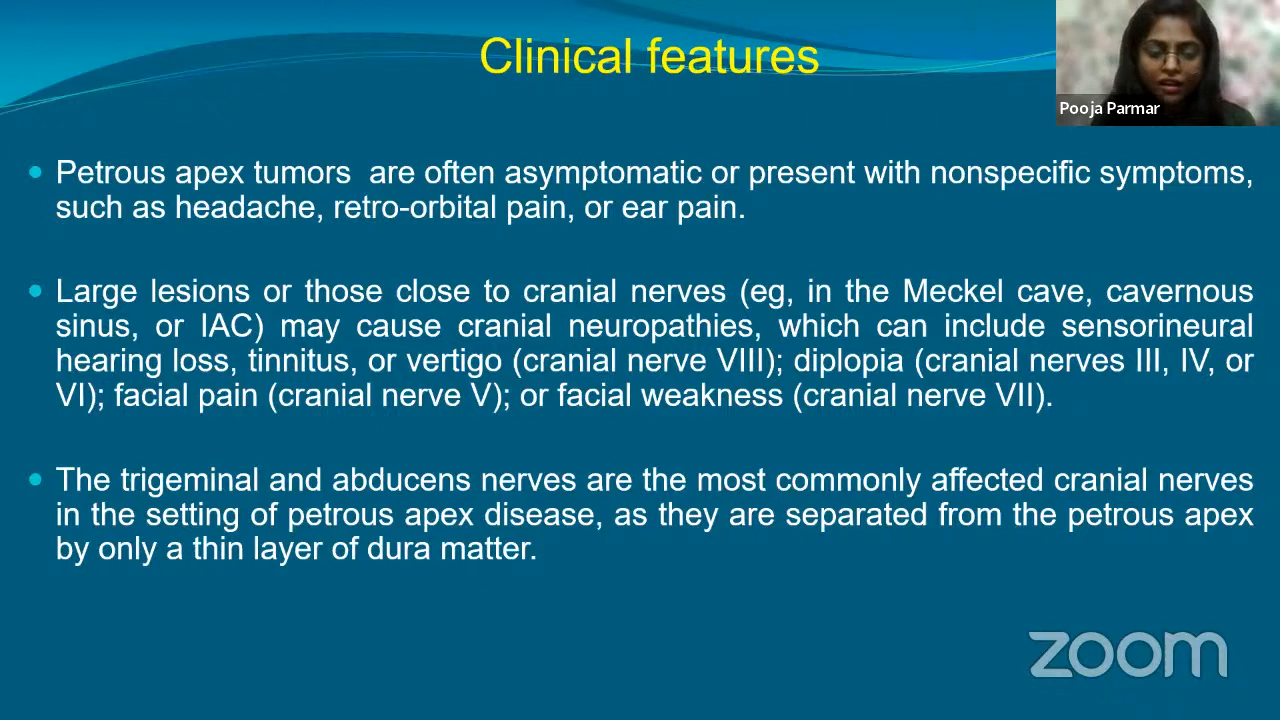 Clinical features
Pooja Parmar
• Petrous apex tumors are often asymptomatic or present with nonspecific symptoms,
such as headache, retro-orbital pain, or ear pain.
• Large lesions or those close to cranial nerves (eg, in the Meckel cave, cavernous
sinus, or IAC) may cause cranial neuropathies, which can include sensorineural
hearing loss, tinnitus, or vertigo (cranial nerve VIII); diplopia (cranial nerves III, IV, or
VI); facial pain (cranial nerve V); or facial weakness (cranial nerve VII).
• The trigeminal and abducens nerves are the most commonly affected cranial nerves
in the setting of petrous apex disease, as they are separated from the petrous apex
by only a thin layer of dura matter.
zoom